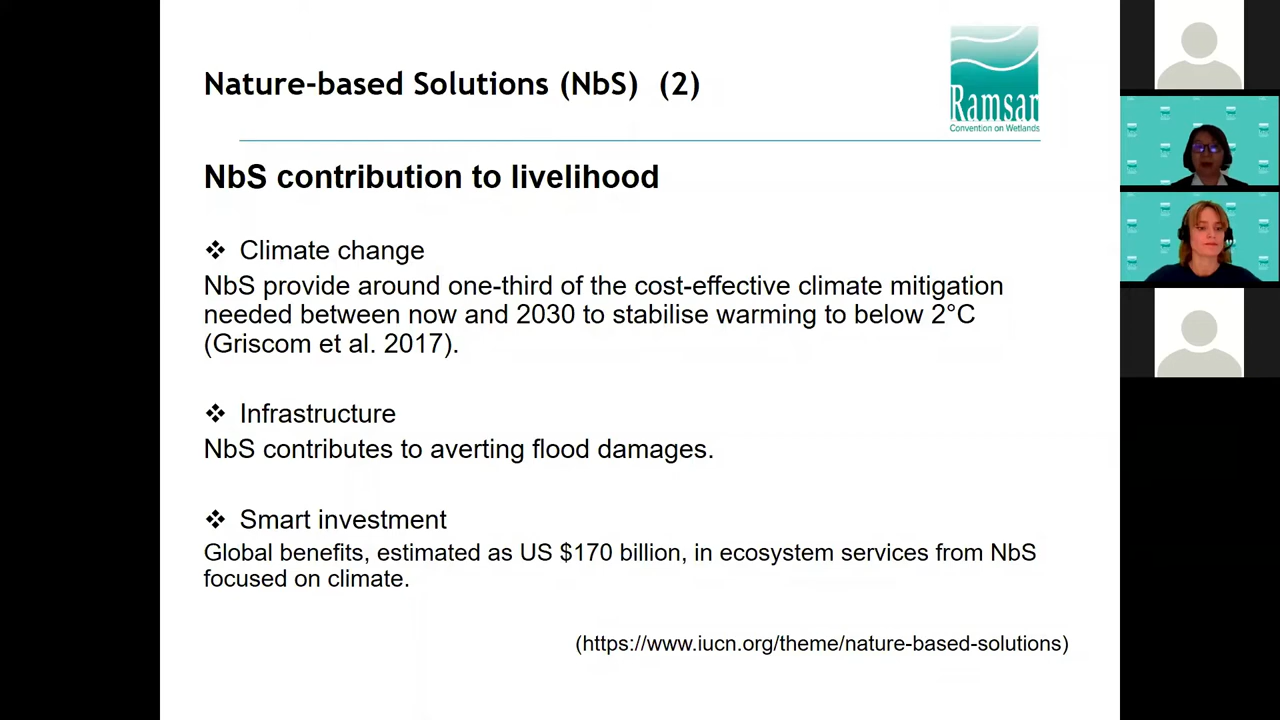 Nature-based Solutions (NbS) (2)
Ramsar
Convention on Wetlands
NbS contribution to livelihood
❖ Climate change
NbS provide around one-third of the cost-effective climate mitigation
needed between now and 2030 to stabilise warming to below 2°C
(Griscom et al. 2017).
❖ Infrastructure
NbS contributes to averting flood damages.
❖ Smart investment
Global benefits, estimated as US $170 billion, in ecosystem services from NbS
focused on climate.
(https://www.iucn.org/theme/nature-based-solutions)